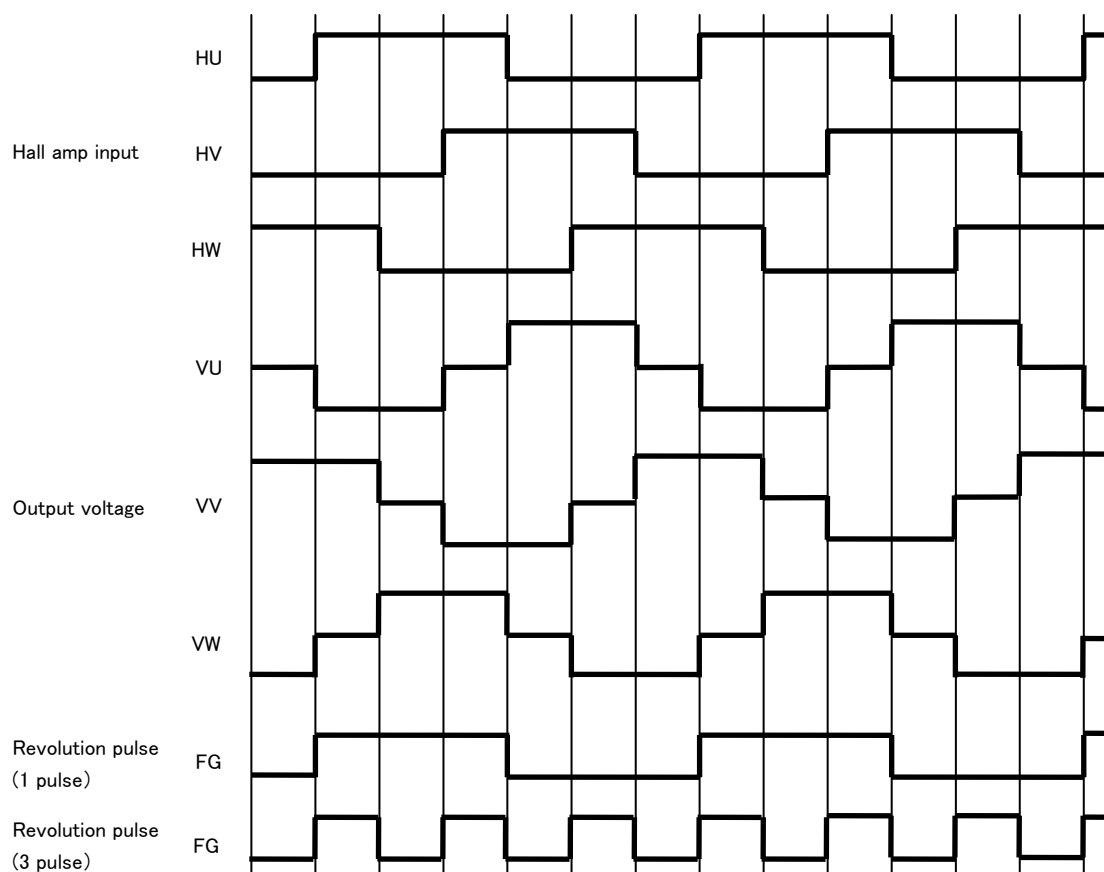 HU
Hall amp input HV
HW
VU
Output voltage VV
VW
Revolution pulse
(1 pulse)
FG
Revolution pulse
(3 pulse)
FG